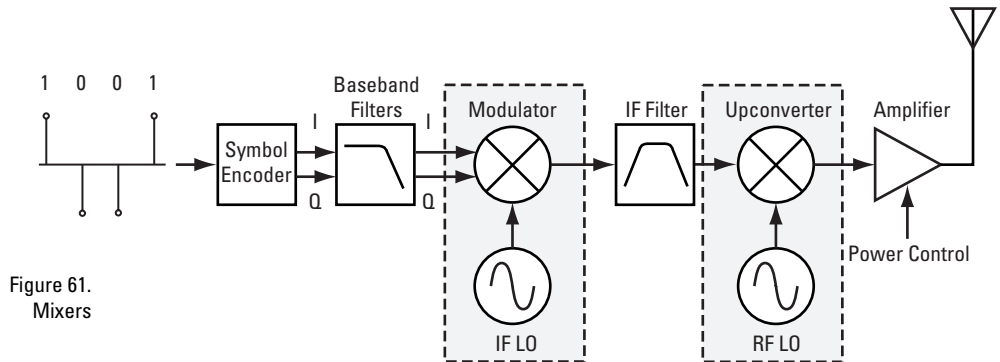 1 0 0 1
Symbol
Encoder
I
Q
Baseband
Filters
I
Q
Modulator
IF LO
IF Filter
Upconverter
RF LO
Amplifier
Power Control
Figure 61.
Mixers